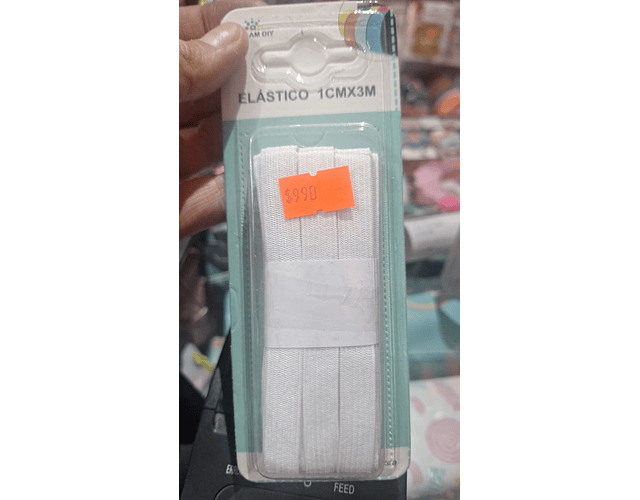 AM DIY
ELÁSTICO 1CMX3M
$990
FEED